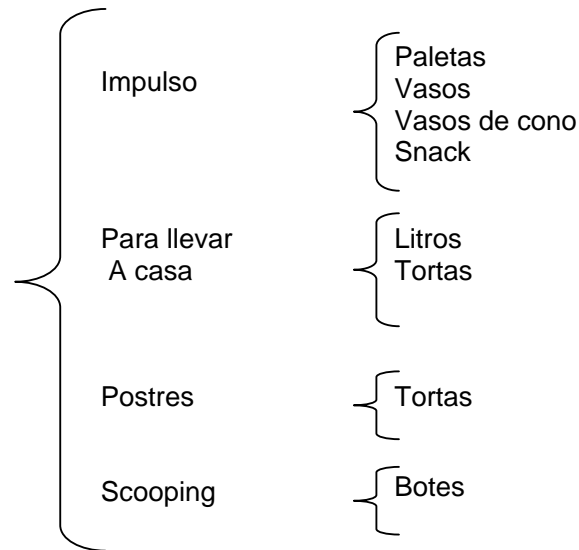 Impulso
Paletas
Vasos
Vasos de cono
Snack
Para llevar
A casa
Litros
Tortas
Postres
Tortas
Scooping
Botes